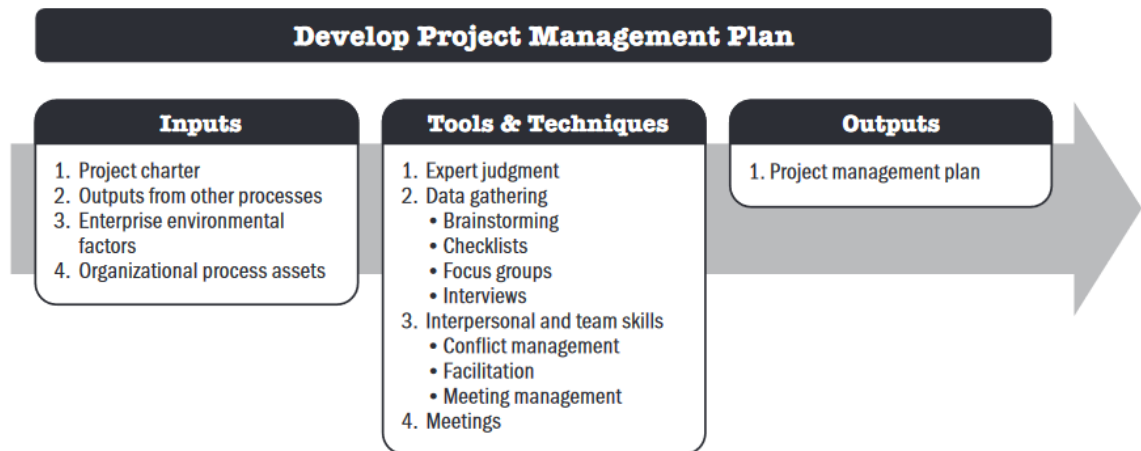 Develop Project Management Plan
Inputs
1. Project charter
2. Outputs from other processes
3. Enterprise environmental
factors
4. Organizational process assets
Tools & Techniques
1. Expert judgment
2. Data gathering
• Brainstorming
• Checklists
• Focus groups
• Interviews
3. Interpersonal and team skills
• Conflict management
• Facilitation
• Meeting management
4. Meetings
Outputs
1. Project management plan